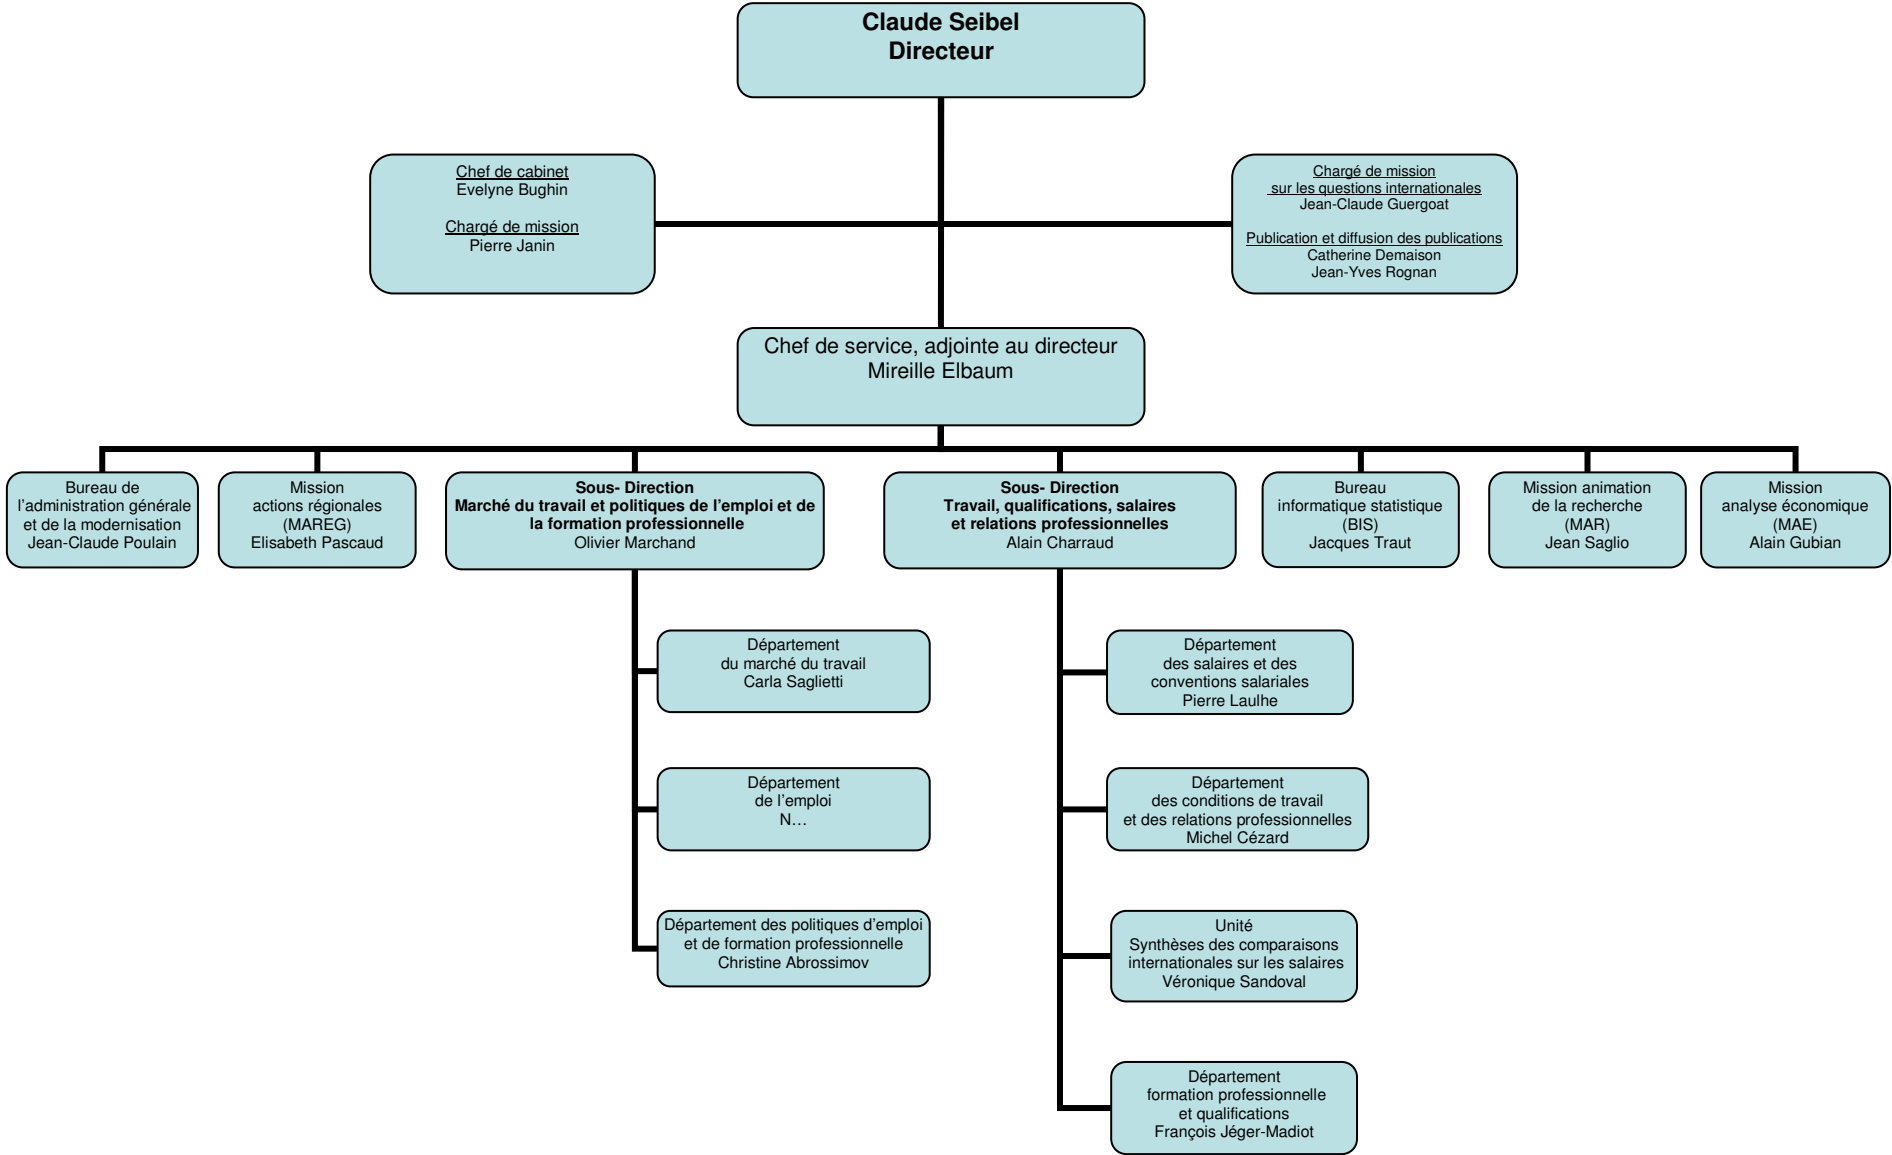 Claude Seibel
Directeur
Chef de cabinet
Evelyne Bughin
Chargé de mission
Pierre Janin
Chargé de mission
sur les questions internationales
Jean-Claude Guergoat
Publication et diffusion des publications
Catherine Demaison
Jean-Yves Rognan
Chef de service, adjointe au directeur
Mireille Elbaum
Bureau de
l’administration générale
et de la modernisation
Jean-Claude Poulain
Mission
actions régionales
(MAREG)
Elisabeth Pascaud
Sous- Direction
Marché du travail et politiques de l’emploi et de
la formation professionnelle
Olivier Marchand
Sous- Direction
Travail, qualifications, salaires
et relations professionnelles
Alain Charraud
Bureau
informatique statistique
(BIS)
Jacques Traut
Mission animation
de la recherche
(MAR)
Jean Saglio
Mission
analyse économique
(MAE)
Alain Gubian
Département
du marché du travail
Carla Saglietti
Département
de l’emploi
N…
Département des politiques d’emploi
et de formation professionnelle
Christine Abrossimov
Département
des salaires et des
conventions salariales
Pierre Laulhe
Département
des conditions de travail
et des relations professionnelles
Michel Cézard
Unité
Synthèses des comparaisons
internationales sur les salaires
Véronique Sandoval
Département
formation professionnelle
et qualifications
François Jéger-Madiot